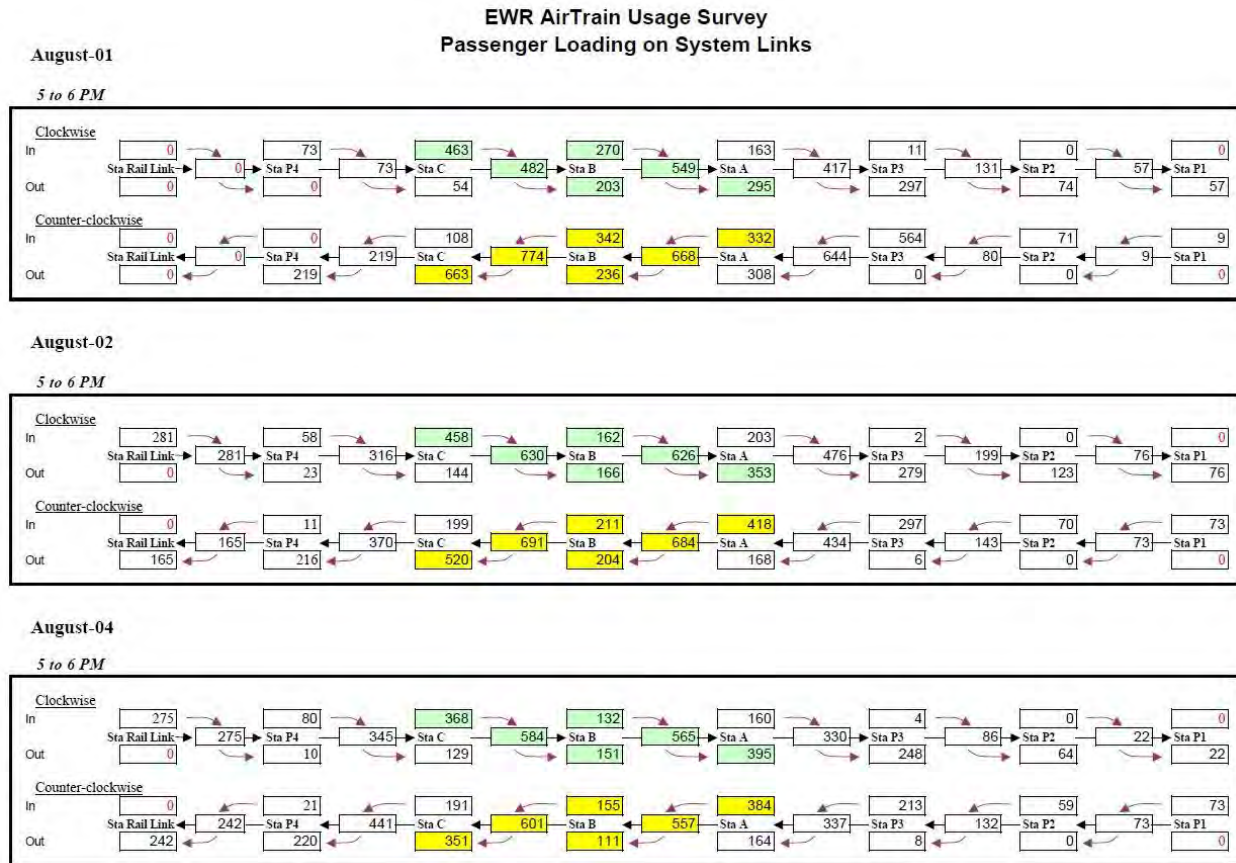 EWR AirTrain Usage Survey
Passenger Loading on System Links
August-01
5 to 6 PM
Clockwise
In 0 73 463 270 163 11 0 0
Sta Rail Link 0 Sta P4 73 Sta C 482 Sta B 549 Sta A 417 Sta P3 131 Sta P2 57 Sta P1
Out 0 0 54 203 295 297 74 57
Counter-clockwise
In 0 0 108 342 332 564 71 9
Sta Rail Link 0 Sta P4 219 Sta C 774 Sta B 668 Sta A 644 Sta P3 80 Sta P2 9 Sta P1
Out 0 219 663 236 308 0 0 0
August-02
5 to 6 PM
Clockwise
In 281 58 458 162 203 2 0 0
Sta Rail Link 281 Sta P4 316 Sta C 630 Sta B 626 Sta A 476 Sta P3 199 Sta P2 76 Sta P1
Out 0 23 144 166 353 279 123 76
Counter-clockwise
In 0 11 199 211 418 297 70 73
Sta Rail Link 165 Sta P4 370 Sta C 691 Sta B 684 Sta A 434 Sta P3 143 Sta P2 73 Sta P1
Out 165 216 520 204 168 6 0 0
August-04
5 to 6 PM
Clockwise
In 275 80 368 132 160 4 0 0
Sta Rail Link 275 Sta P4 345 Sta C 584 Sta B 565 Sta A 330 Sta P3 86 Sta P2 22 Sta P1
Out 0 10 129 151 395 248 64 22
Counter-clockwise
In 0 21 191 155 384 213 59 73
Sta Rail Link 242 Sta P4 441 Sta C 601 Sta B 557 Sta A 337 Sta P3 132 Sta P2 73 Sta P1
Out 242 220 351 111 164 8 0 0